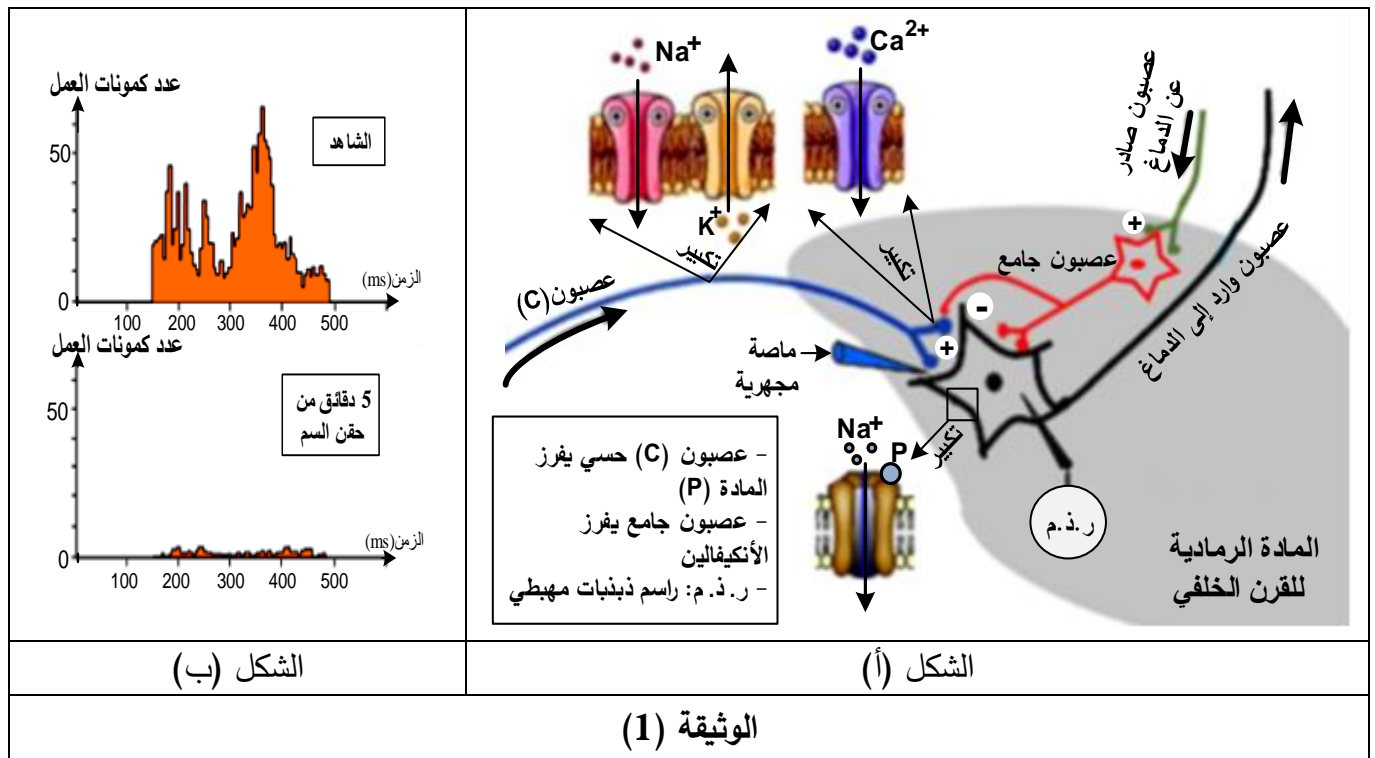 عدد كمونات العمل
الشاهد
50
0
100 200 300 400 500
الزمن(ms)
عدد كمونات العمل
5 دقائق من
حقن السم
50
0
100 200 300 400 500
الزمن(ms)
Na+
K+
تكبير
Ca2+
تكبير
عصبون صادر
عن الدماغ
+
عصبون جامع
عصبون وارد إلى الدماغ
عصبون(C)
-
+
ماصة
مجهرية
تكبير
Na+
P
ر.ذ.م
المادة الرمادية
للقرن الخلفي
- عصبون (C) حسي يفرز
المادة (P)
- عصبون جامع يفرز
الأنكيفالين
- ر.ذ.م: راسم ذبذبات مهبطي
الشكل (أ)
الشكل (ب)
الوثيقة (1)